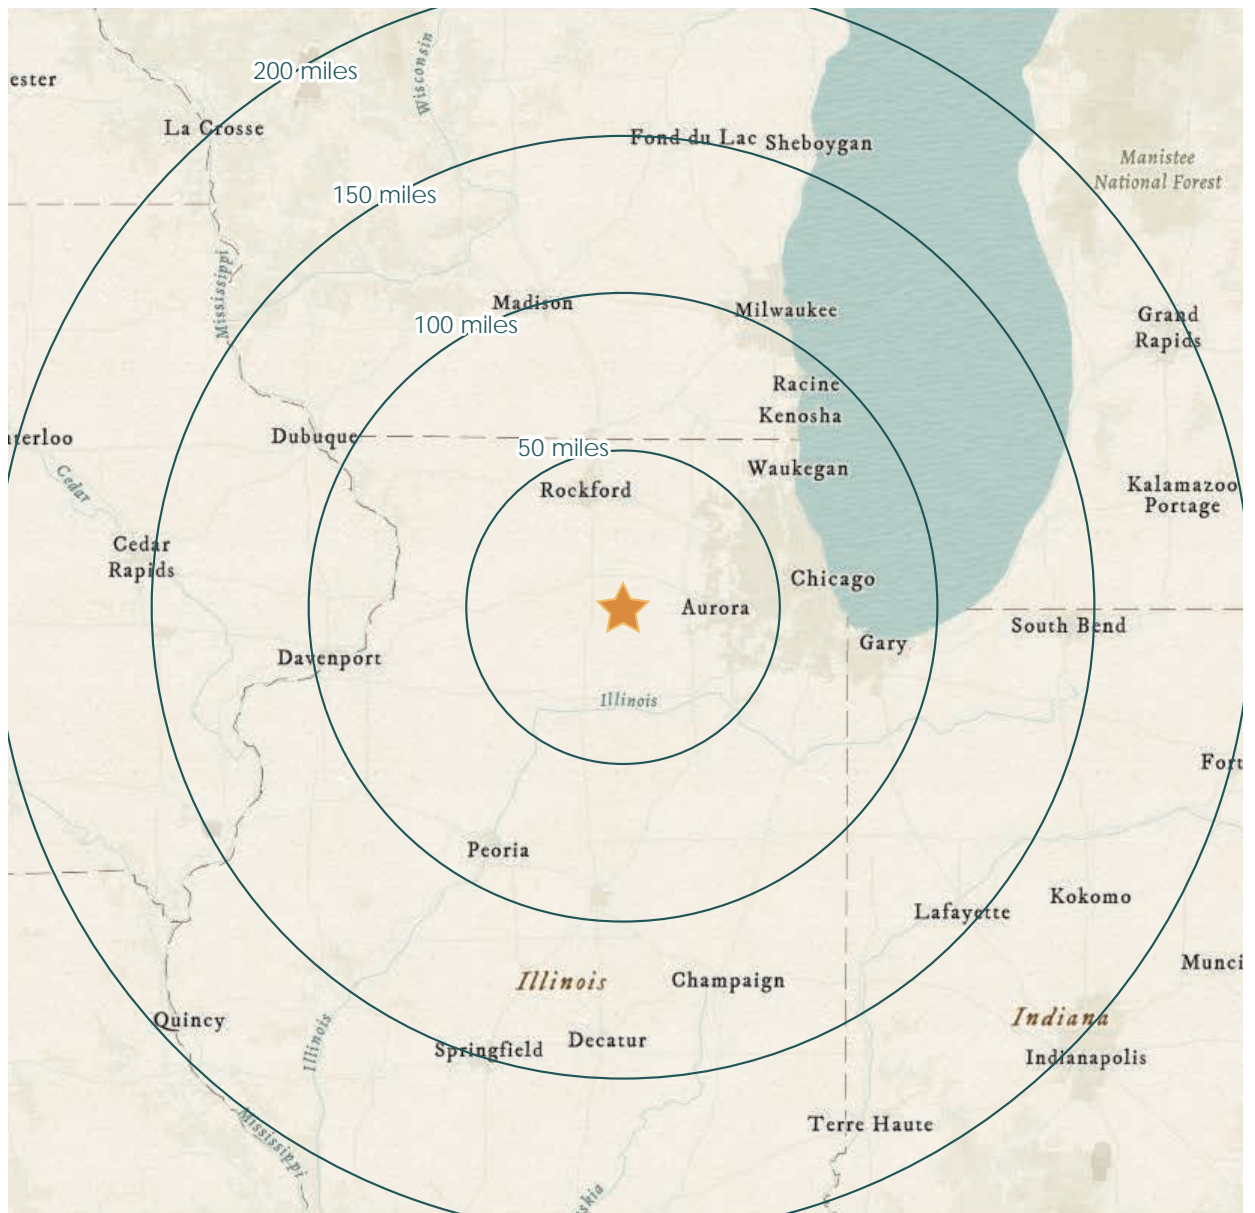 200 miles
Wisconsin
ester
La Crosse
Fond du Lac
Sheboygan
Manistee
National Forest
150 miles
Mississippi
Madison
Milwaukee
Grand
Rapids
100 miles
Racine
Kenosha
Dubuque
aterloo
50 miles
Waukegan
Cedar
Rockford
Kalamazoo
Portage
Cedar
Rapids
Chicago
Aurora
South Bend
Gary
Davenport
Illinois
Fort
Peoria
Kokomo
Lafayette
Munci
Illinois
Champaign
Quincy
Indiana
Illinois
Decatur
Springfield
Indianapolis
Terre Haute
Mississippi
skia